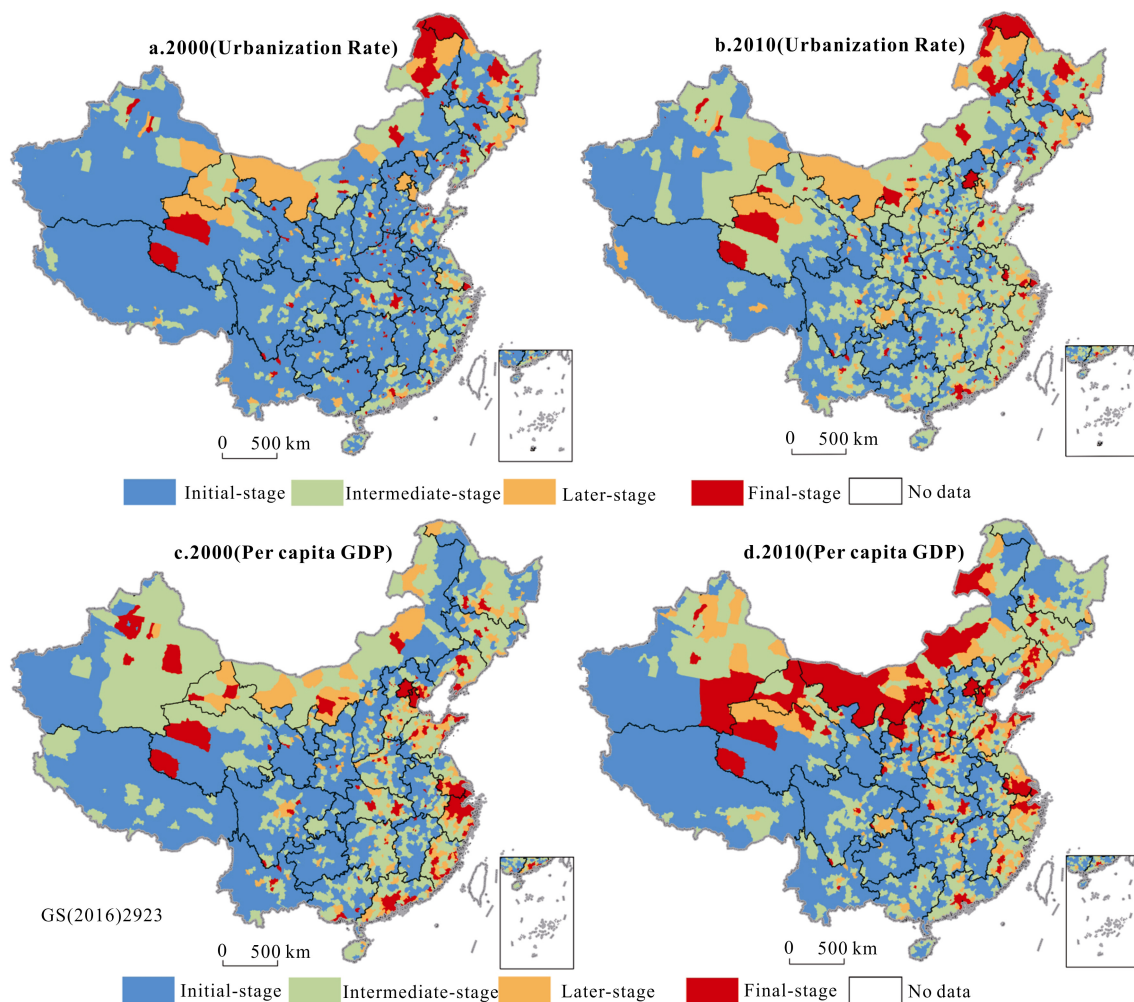 a.2000(Urbanization Rate)
b.2010(Urbanization Rate)
0 500 km
0 500 km
Initial-stage Intermediate-stage Later-stage Final-stage No data
c.2000(Per capita GDP)
d.2010(Per capita GDP)
GS(2016)2923
0 500 km
0 500 km
Initial-stage Intermediate-stage Later-stage Final-stage No data